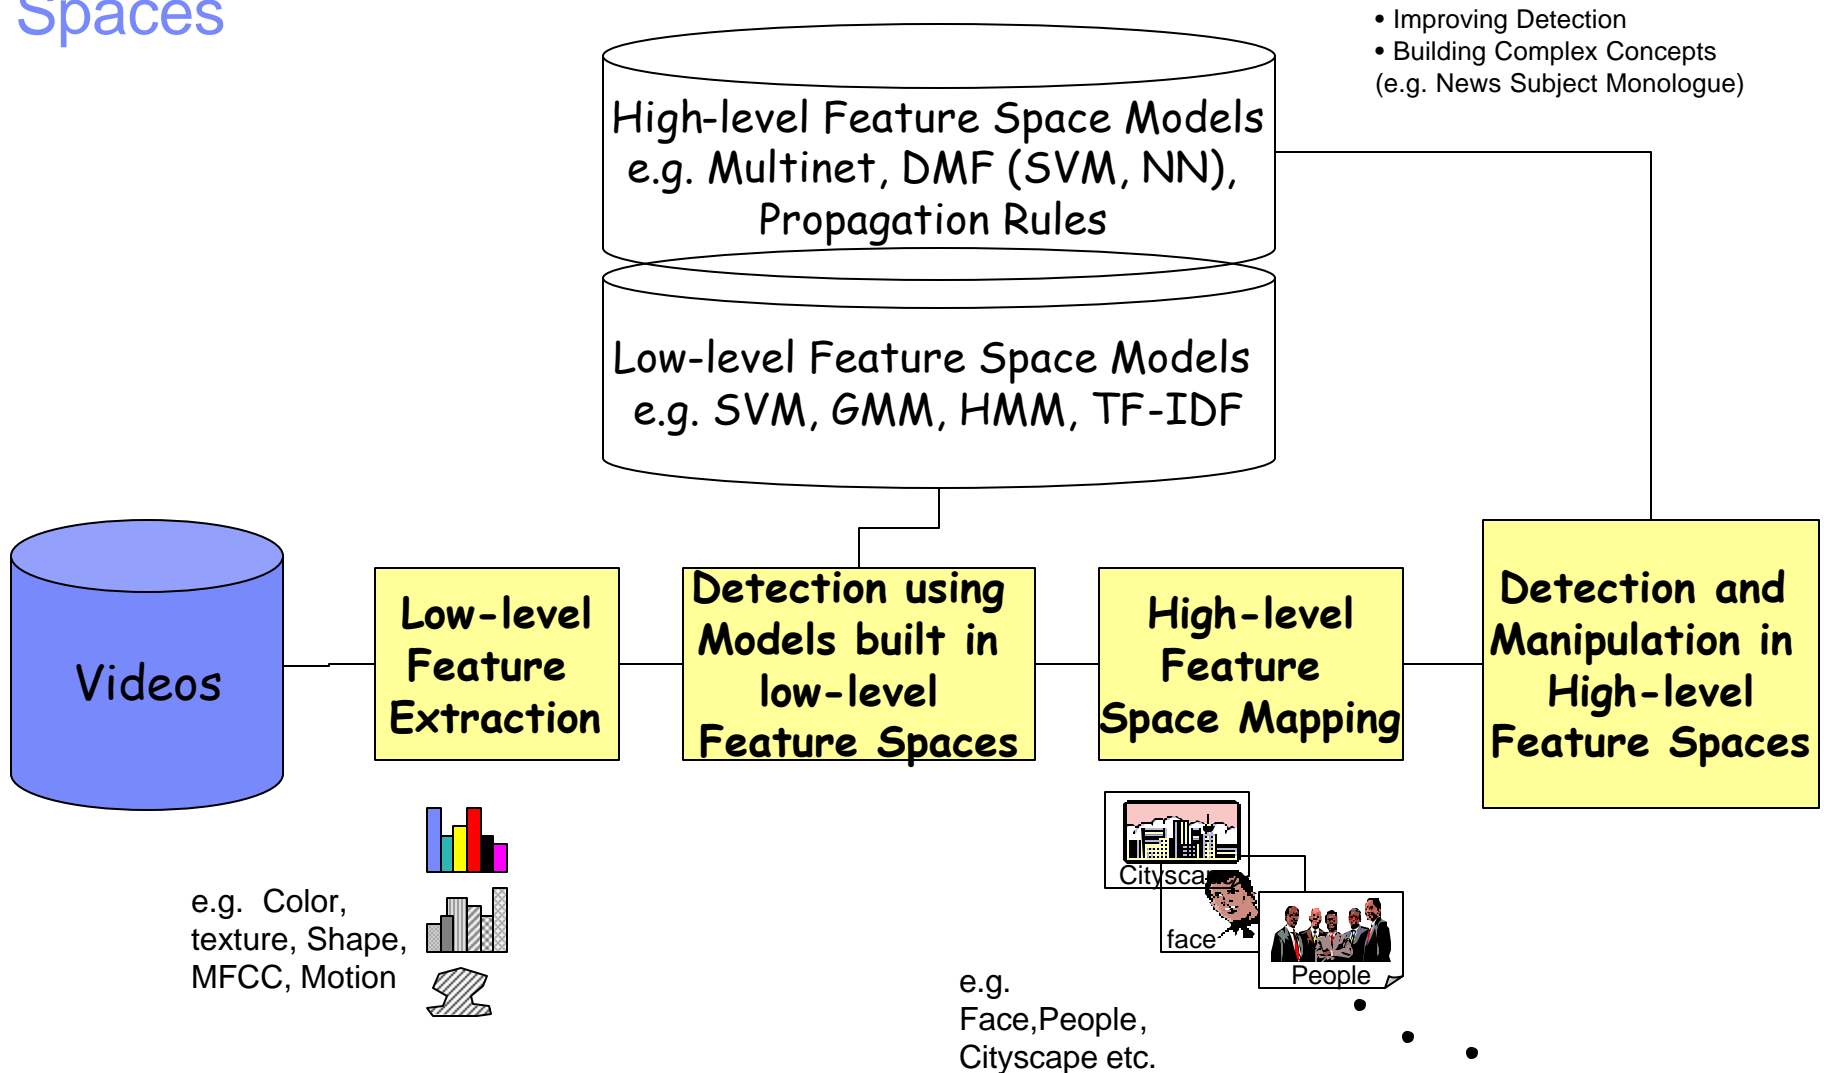 Spaces
• Improving Detection
• Building Complex Concepts
(e.g. News Subject Monologue)
High-level Feature Space Models
e.g. Multinet, DMF (SVM, NN),
Propagation Rules
Low-level Feature Space Models
e.g. SVM, GMM, HMM, TF-IDF
Videos
Low-level
Feature
Extraction
Detection using
Models built in
low-level
Feature Spaces
High-level
Feature
Space Mapping
Detection and
Manipulation in
High-level
Feature Spaces
e.g. Color,
texture, Shape,
MFCC, Motion
Cityscape
face
People
e.g.
Face,People,
Cityscape etc.